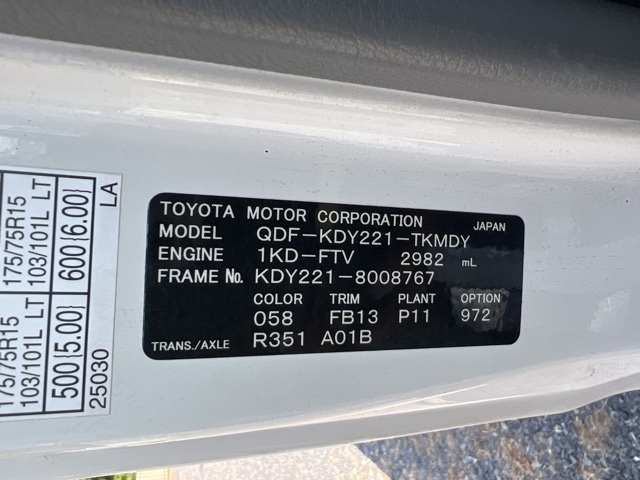 TOYOTA MOTOR CORPORATION JAPAN
MODEL QDF-KDY221-TKMDY
ENGINE 1KD-FTV 2982 mL
FRAME No. KDY221-8008767
COLOR TRIM PLANT OPTION
058 FB13 P11 972
TRANS./AXLE R351 A01B
175/75R15 175/75R15
103/101L LT 103/101L LT
500{5.00} 600{6.00}
25030 LA